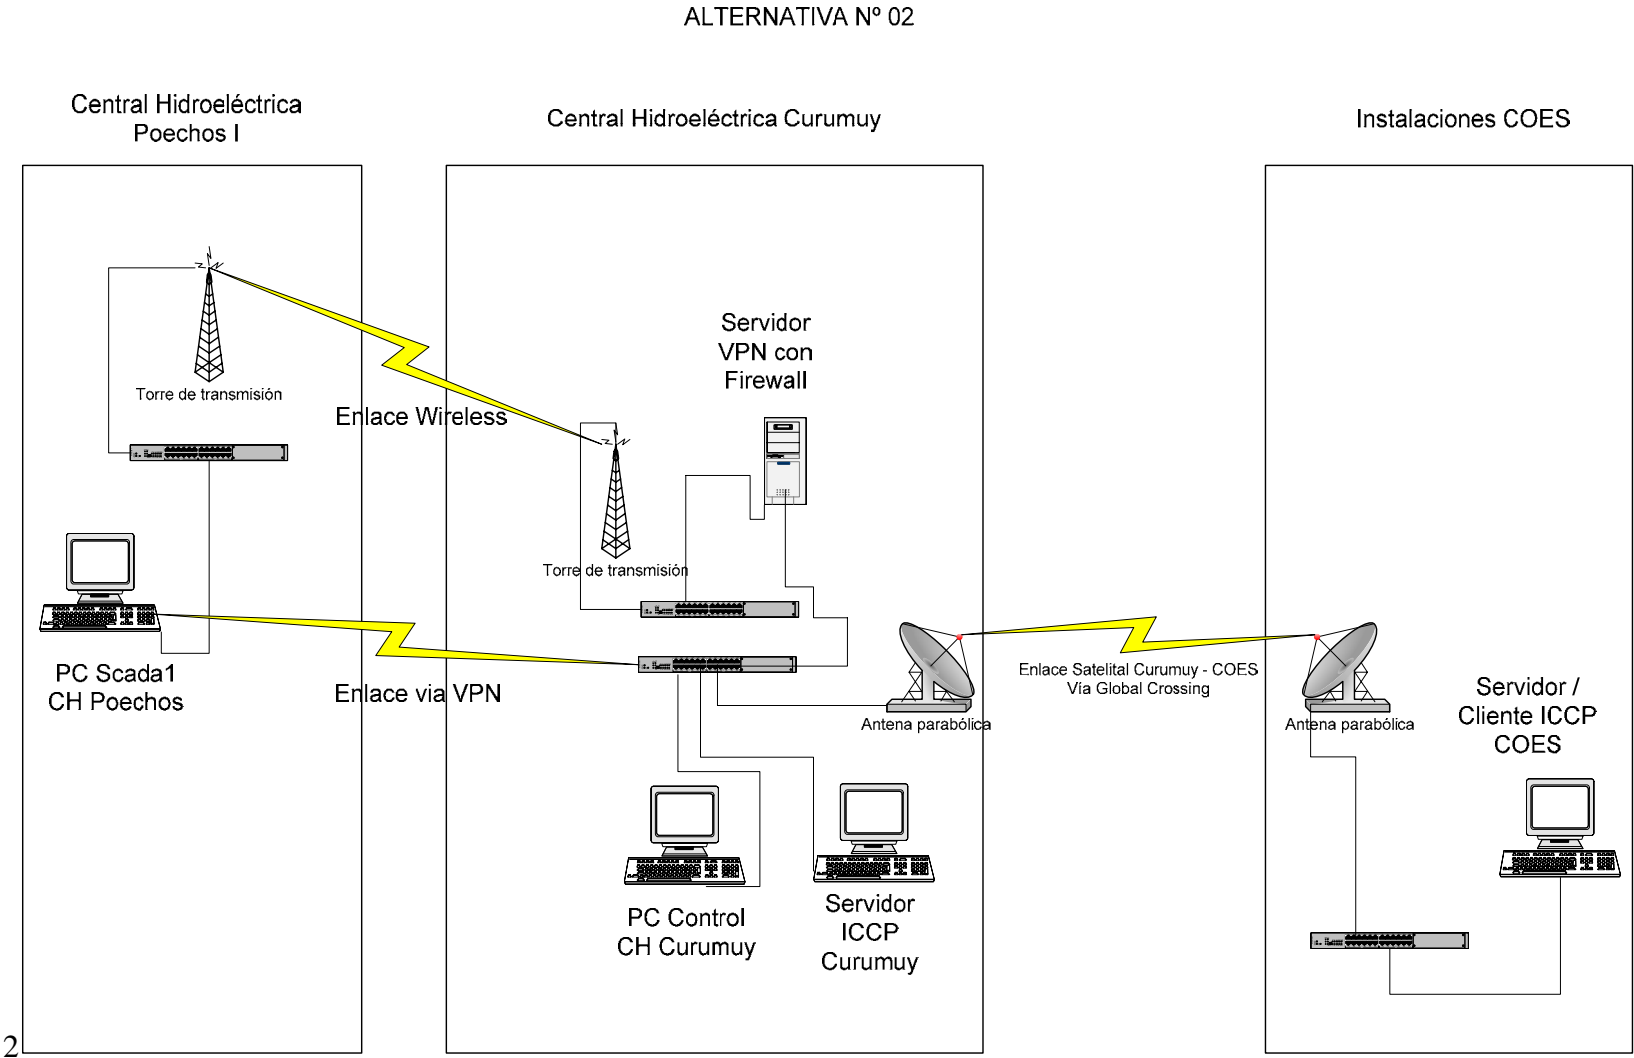 ALTERNATIVA Nº 02
Central Hidroeléctrica
Poechos I
Central Hidroeléctrica Curumuy
Instalaciones COES
Servidor
VPN con
Firewall
Torre de transmisión
Enlace Wireless
Torre de transmisión
PC Scada1
CH Poechos
Enlace via VPN
Enlace Satelital Curumuy - COES
Vía Global Crossing
Antena parabólica
Antena parabólica
Servidor /
Cliente ICCP
COES
PC Control
CH Curumuy
Servidor
ICCP
Curumuy
2